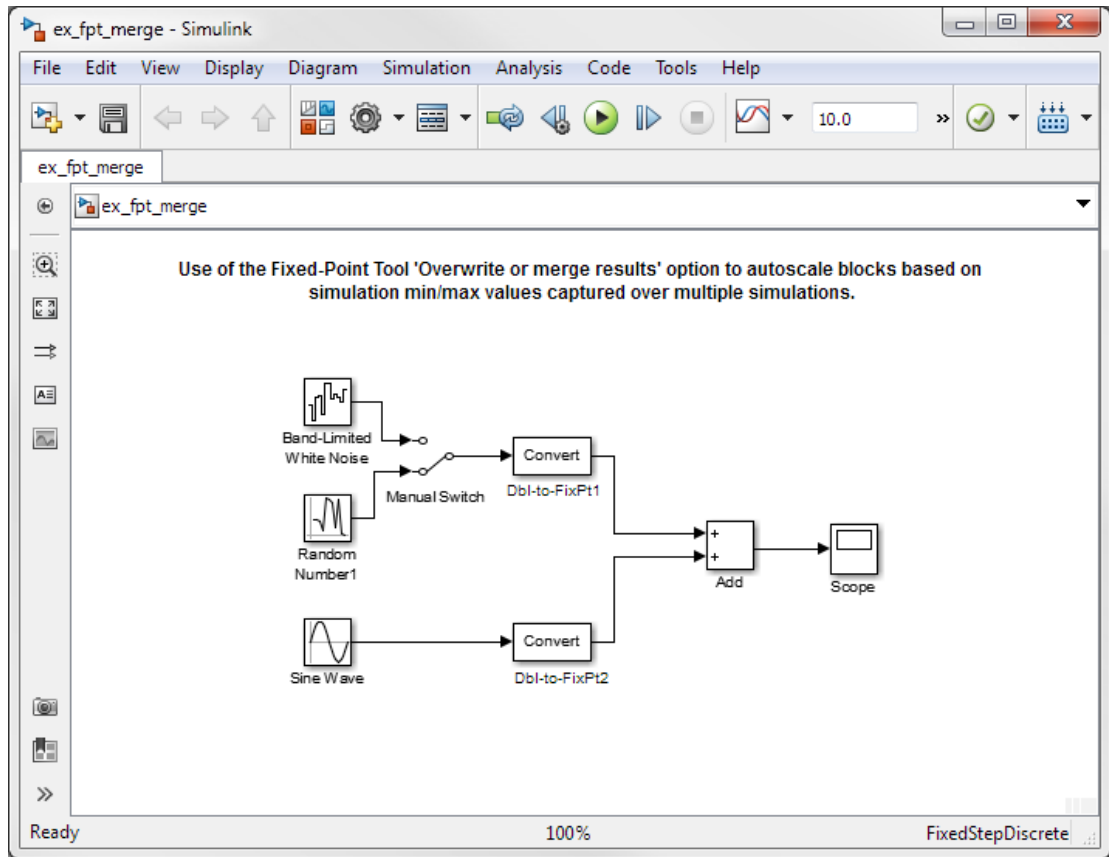 ex_fpt_merge - Simulink
File Edit View Display Diagram Simulation Analysis Code Tools Help
10.0
ex_fpt_merge
ex_fpt_merge
Use of the Fixed-Point Tool 'Overwrite or merge results' option to autoscale blocks based on
simulation min/max values captured over multiple simulations.
Band-Limited
White Noise
Manual Switch
Convert
Dbl-to-FixPt1
Random
Number1
+
+
Add
Scope
Sine Wave
Convert
Dbl-to-FixPt2
Ready 100% FixedStepDiscrete